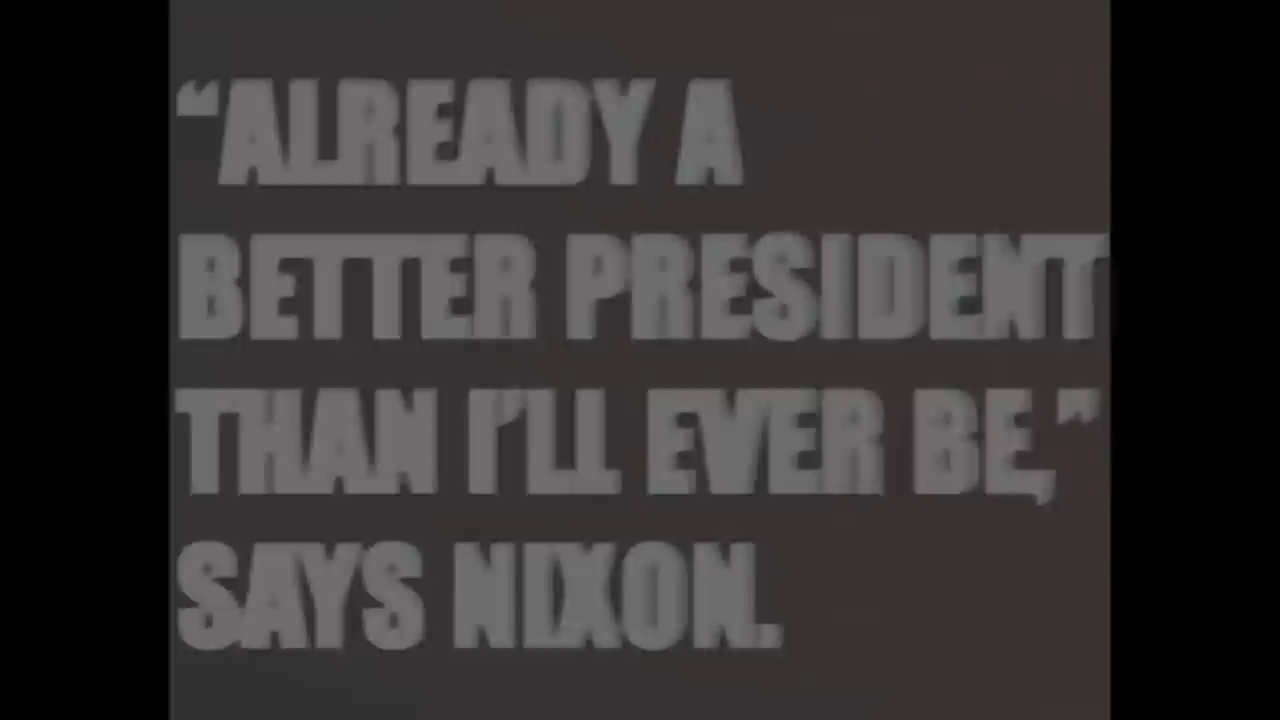 “ALREADY A
BETTER PRESIDENT
THAN I’LL EVER BE,”
SAYS NIXON.